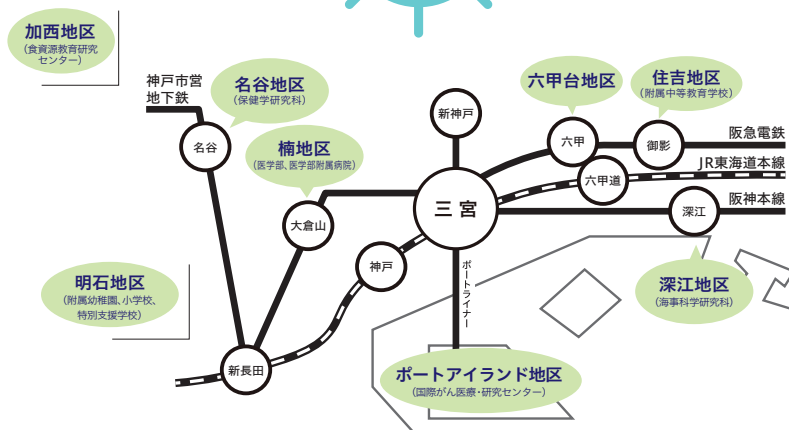 加西地区
(食資源教育研究
センター)
神戸市営
地下鉄
名谷地区
(保健学研究科)
名谷
楠地区
(医学部、医学部附属病院)
大倉山
新神戸
六甲台地区
住吉地区
(附属中等教育学校)
六甲
御影
阪急電鉄
六甲道
JR東海道本線
三宮
深江
阪神本線
神戸
ポートライナー
明石地区
(附属幼稚園、小学校、
特別支援学校)
深江地区
(海事科学研究科)
新長田
ポートアイランド地区
(国際がん医療・研究センター)